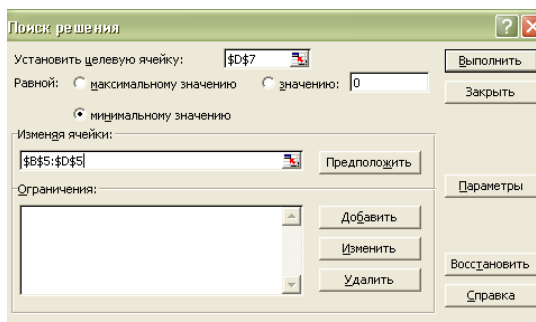 Поиск решения
Установить целевую ячейку: $D$7
Выполнить
Равной: максимальному значению значению: 0
Закрыть
минимальному значению
Изменяя ячейки:
$B$5:$D$5
Предположить
Параметры
Ограничения:
Добавить
Изменить
Удалить
Восстановить
Справка